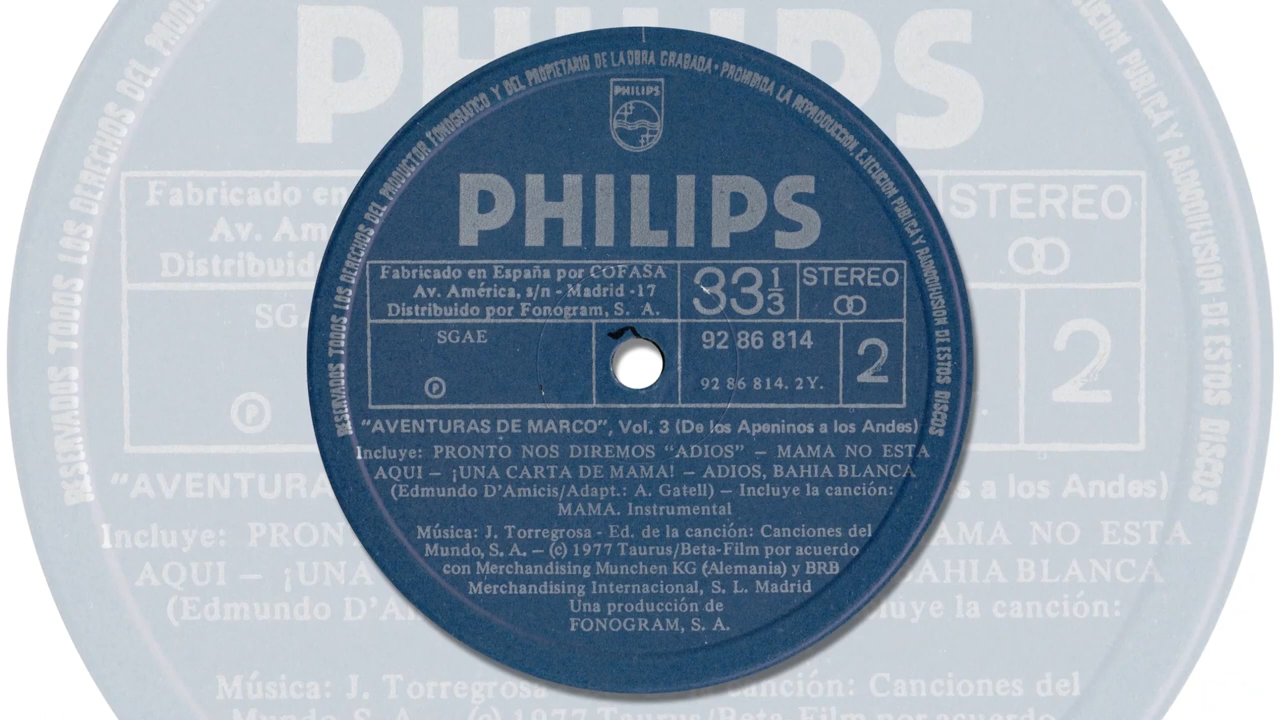 RESERVADOS TODOS LOS DERECHOS DEL PRODUCTOR FONOGRAFICO Y DEL PROPIETARIO DE LA OBRA GRABADA · PROHIBIDA LA REPRODUCCION, EJECUCION PUBLICA Y RADIODIFUSION DE ESTOS DISCOS
PHILIPS
PHILIPS
Fabricado en España por COFASA
Av. América, s/n - Madrid -17
Distribuido por Fonogram, S. A.
33 1/3
STEREO
SGAE
℗
92 86 814
92 86 814. 2Y.
2
"AVENTURAS DE MARCO", Vol. 3 (De los Apeninos a los Andes)
Incluye: PRONTO NOS DIREMOS "ADIOS" – MAMA NO ESTA
AQUI – ¡UNA CARTA DE MAMA! – ADIOS, BAHIA BLANCA
(Edmundo D'Amicis/Adapt.: A. Gatell) – Incluye la canción:
MAMA. Instrumental
Música: J. Torregrosa - Ed. de la canción: Canciones del
Mundo, S. A. – (c) 1977 Taurus/Beta-Film por acuerdo
con Merchandising Munchen KG (Alemania) y BRB
Merchandising Internacional, S. L. Madrid
Una producción de
FONOGRAM, S. A.